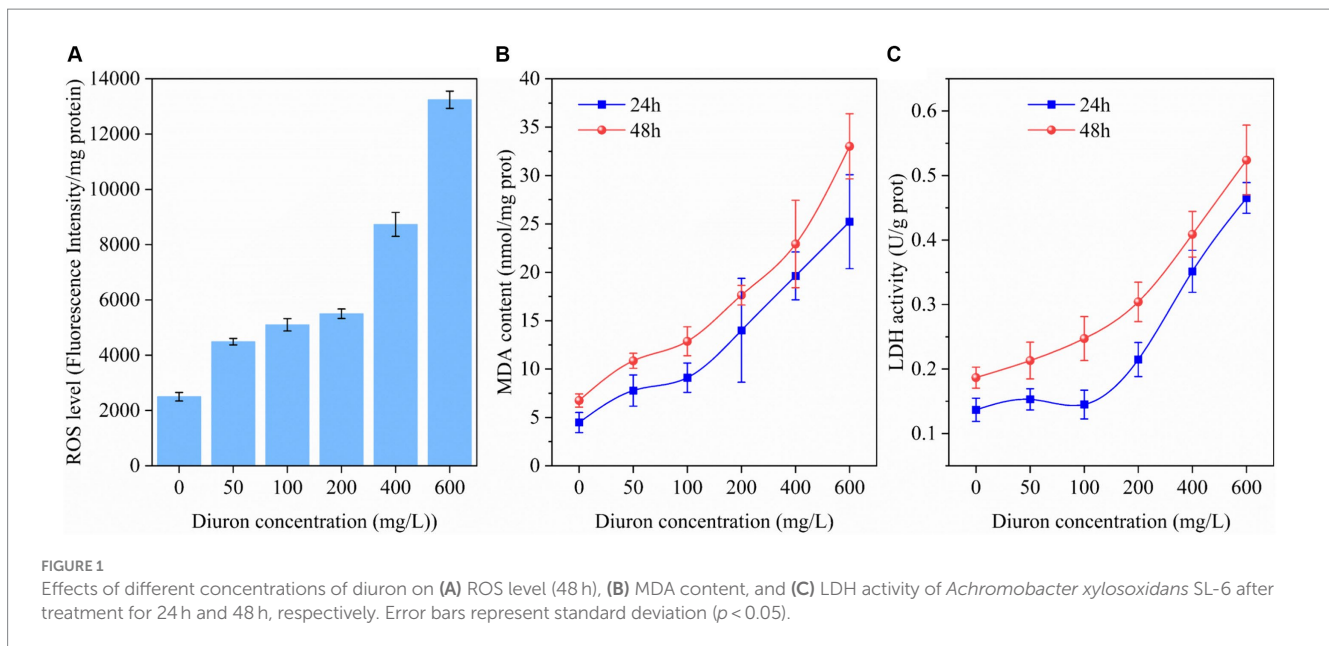 A
ROS level (Fluorescence Intensity/mg protein)
14000
12000
10000
8000
6000
4000
2000
0
0 50 100 200 400 600
Diuron concentration (mg/L))
B
MDA content (nmol/mg prot)
40
35
30
25
20
15
10
5
0
24h
48h
0 50 100 200 400 600
Diuron concentration (mg/L)
C
LDH activity (U/g prot)
0.6
0.5
0.4
0.3
0.2
0.1
24h
48h
0 50 100 200 400 600
Diuron concentration (mg/L)
FIGURE 1
Effects of different concentrations of diuron on (A) ROS level (48 h), (B) MDA content, and (C) LDH activity of Achromobacter xylosoxidans SL-6 after
treatment for 24 h and 48 h, respectively. Error bars represent standard deviation (p < 0.05).